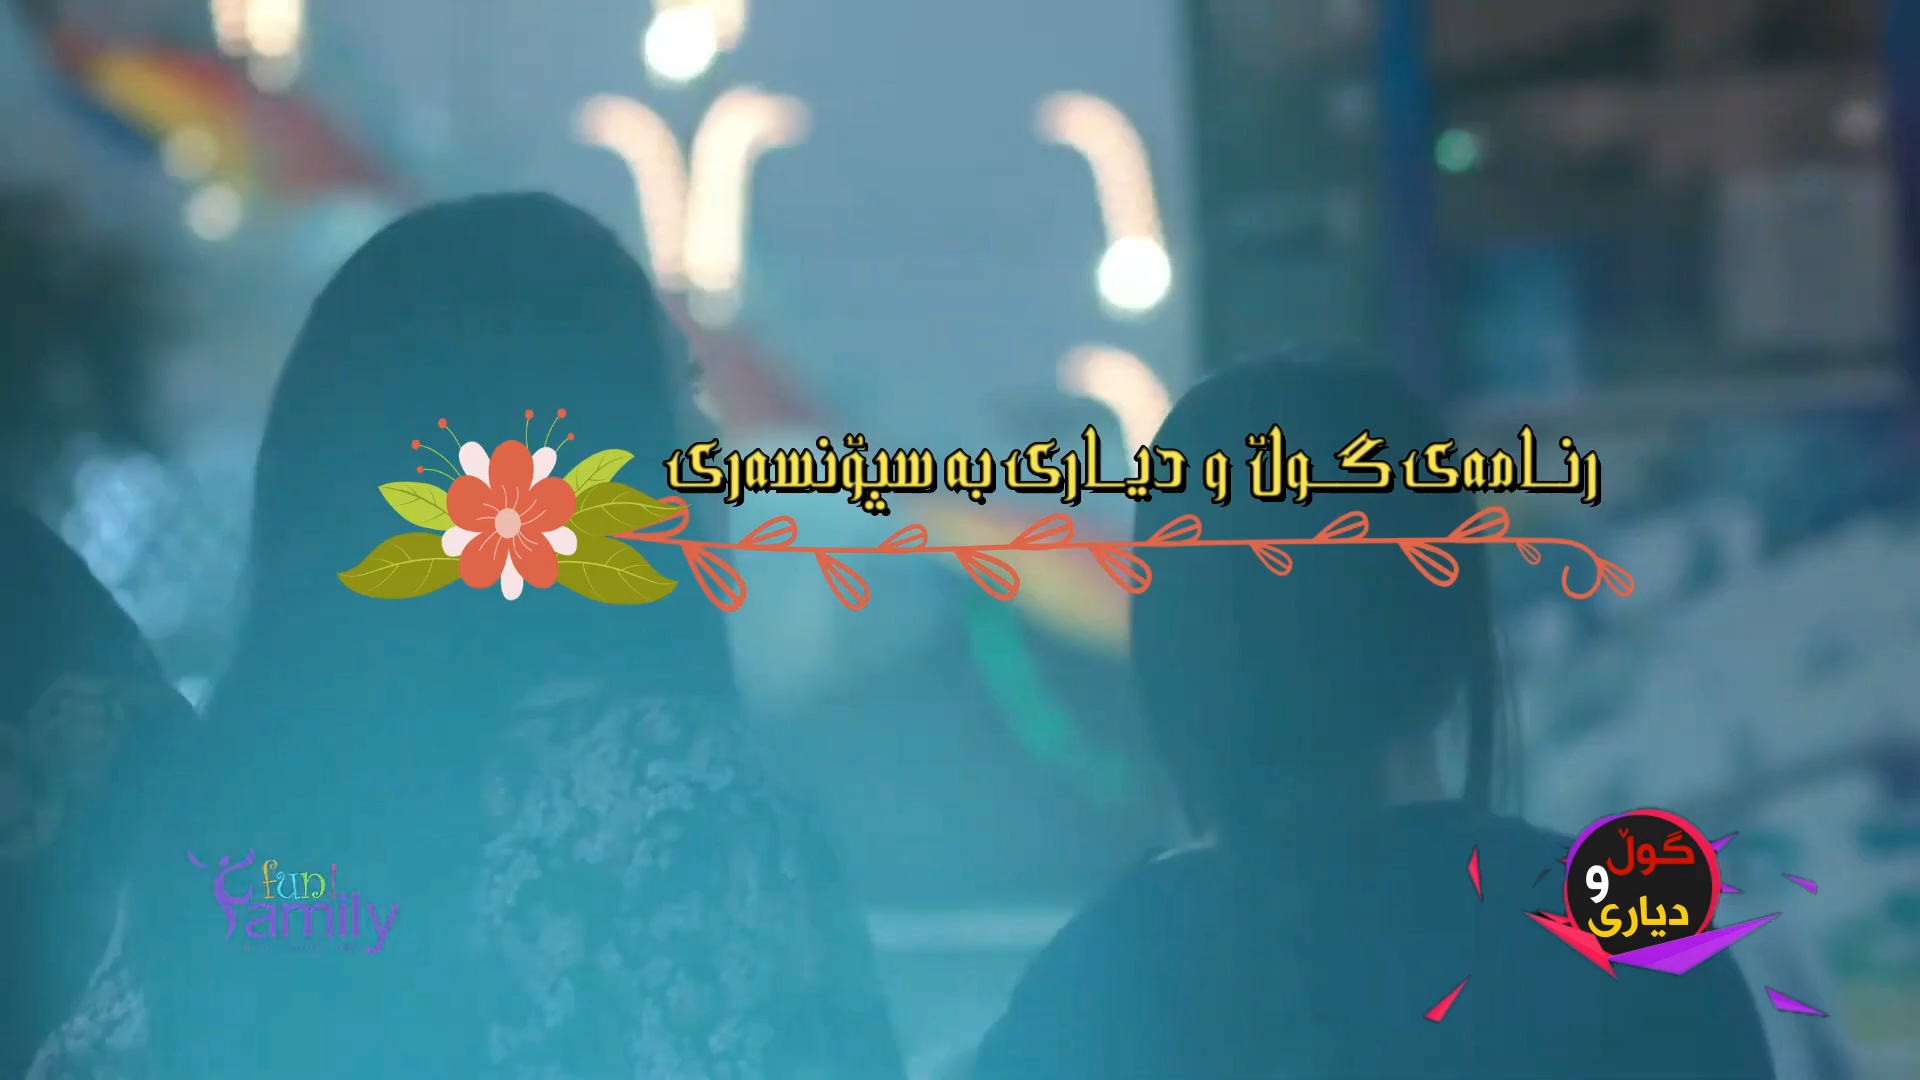 رنامەی گوڵ و دیاری بە سپۆنسەری
fun!
family
گوڵ
و
دیاری